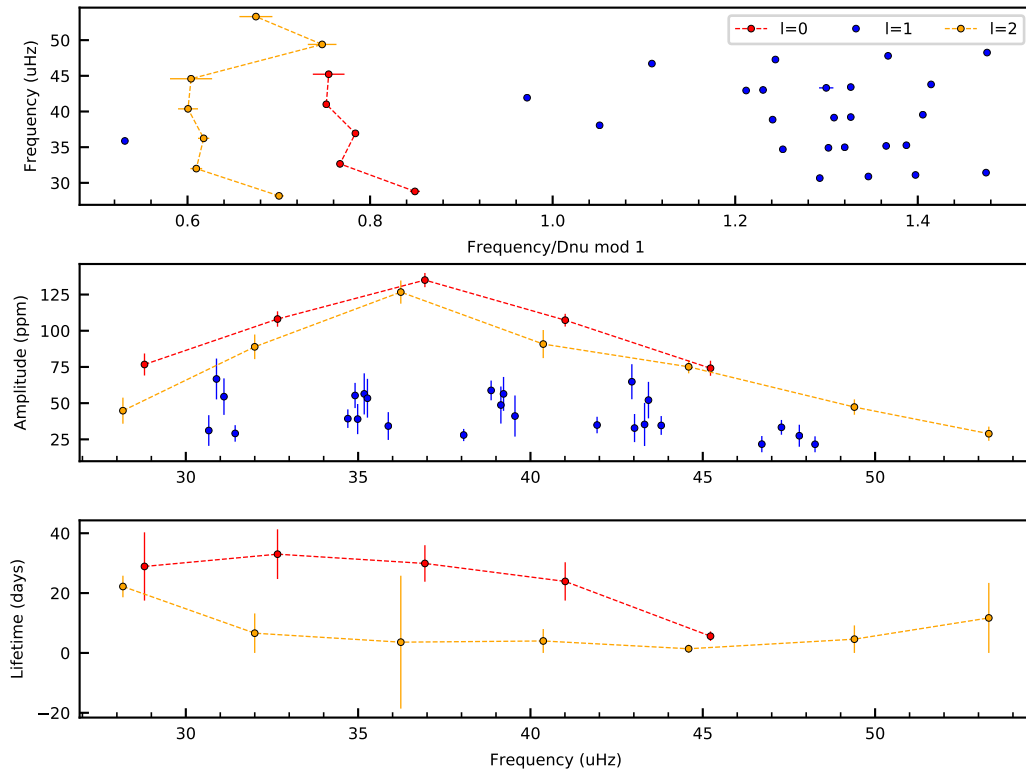 l=0 l=1 l=2
50
45
40
35
30
Frequency (uHz)
0.6 0.8 1.0 1.2 1.4
Frequency/Dnu mod 1
125
100
75
50
25
Amplitude (ppm)
30 35 40 45 50
40
20
0
−20
Lifetime (days)
30 35 40 45 50
Frequency (uHz)